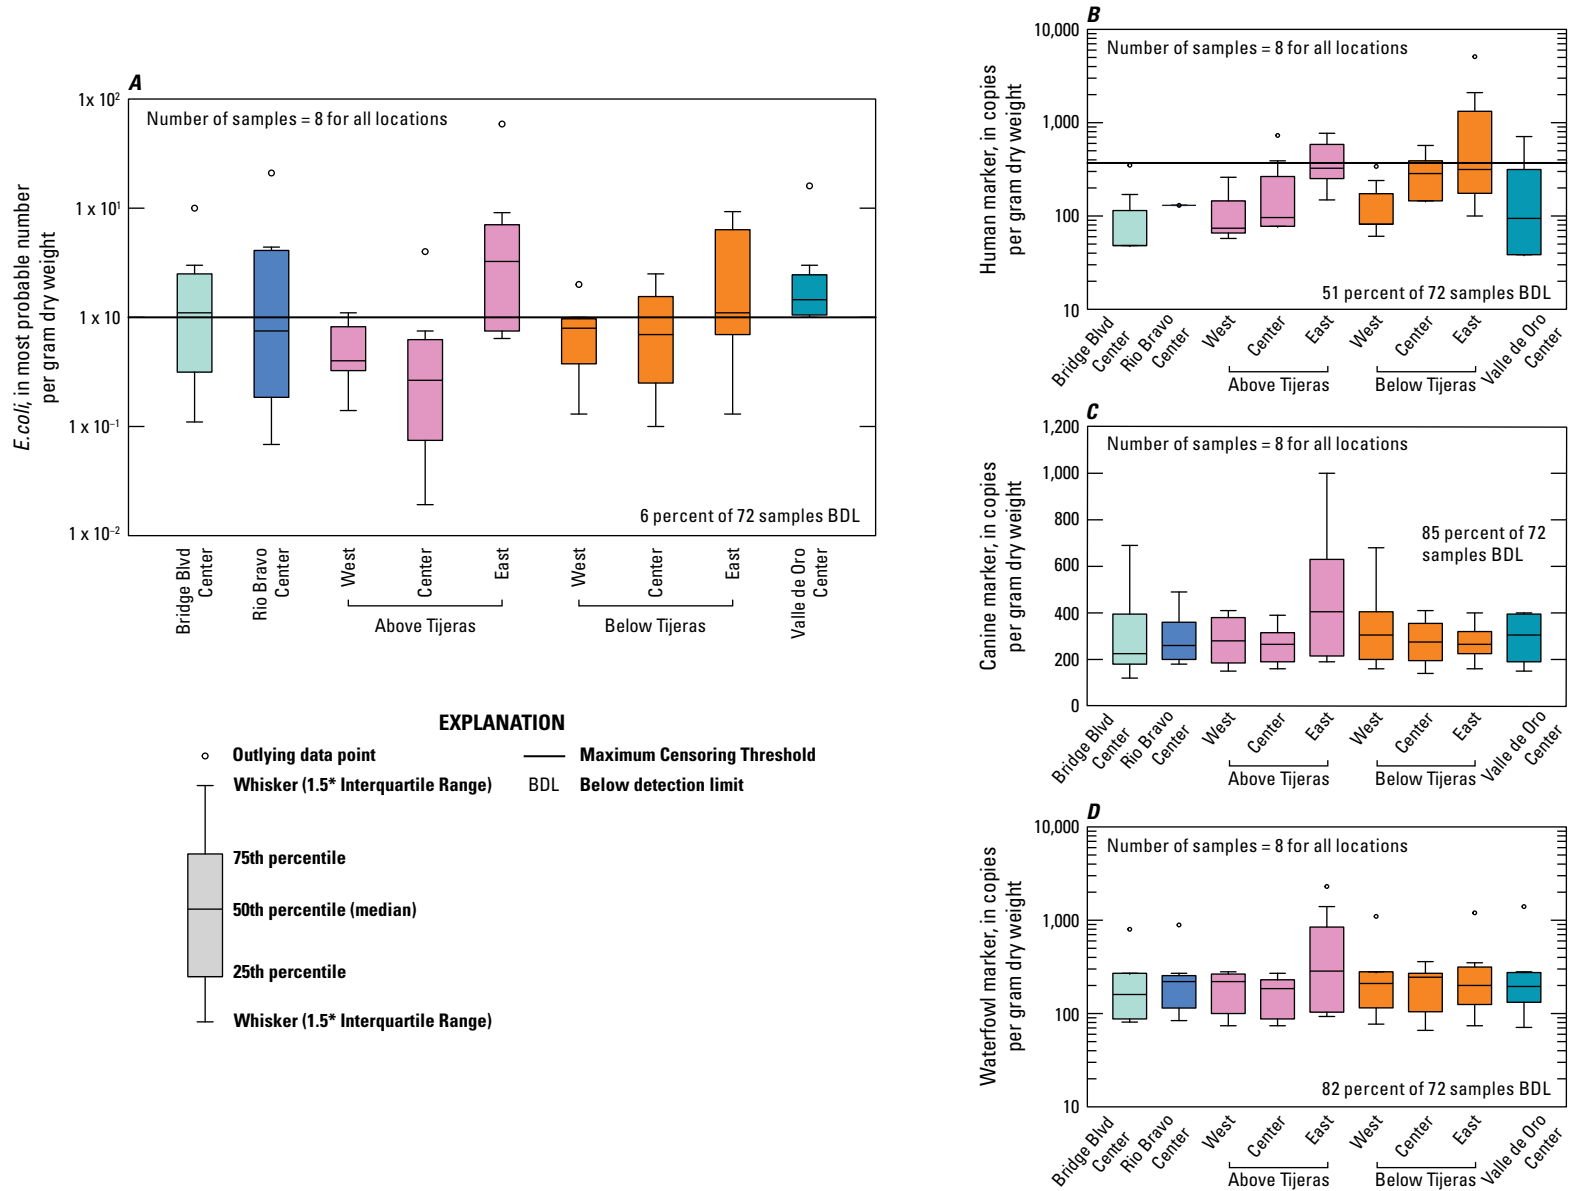 A
E.coli, in most probable number
per gram dry weight
1x 10²
1 x 10¹
1 x 10
1 x 10⁻¹
1 x 10⁻²
Number of samples = 8 for all locations
6 percent of 72 samples BDL
Bridge Blvd
Center
Rio Bravo
Center
West
Center
East
Above Tijeras
West
Center
East
Below Tijeras
Valle de Oro
Center
EXPLANATION
Outlying data point
Whisker (1.5* Interquartile Range)
75th percentile
50th percentile (median)
25th percentile
Whisker (1.5* Interquartile Range)
Maximum Censoring Threshold
BDL Below detection limit
B
Human marker, in copies
per gram dry weight
10,000
1,000
100
10
Number of samples = 8 for all locations
51 percent of 72 samples BDL
Bridge Blvd
Center
Rio Bravo
Center
West
Center
East
Above Tijeras
West
Center
East
Below Tijeras
Valle de Oro
Center
C
Canine marker, in copies
per gram dry weight
1,200
1,000
800
600
400
200
0
Number of samples = 8 for all locations
85 percent of 72
samples BDL
Bridge Blvd
Center
Rio Bravo
Center
West
Center
East
Above Tijeras
West
Center
East
Below Tijeras
Valle de Oro
Center
D
Waterfowl marker, in copies
per gram dry weight
10,000
1,000
100
10
Number of samples = 8 for all locations
82 percent of 72 samples BDL
Bridge Blvd
Center
Rio Bravo
Center
West
Center
East
Above Tijeras
West
Center
East
Below Tijeras
Valle de Oro
Center